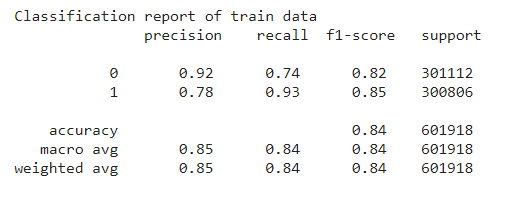 Classification report of train data
precision recall f1-score support
0 0.92 0.74 0.82 301112
1 0.78 0.93 0.85 300806
accuracy 0.84 601918
macro avg 0.85 0.84 0.84 601918
weighted avg 0.85 0.84 0.84 601918